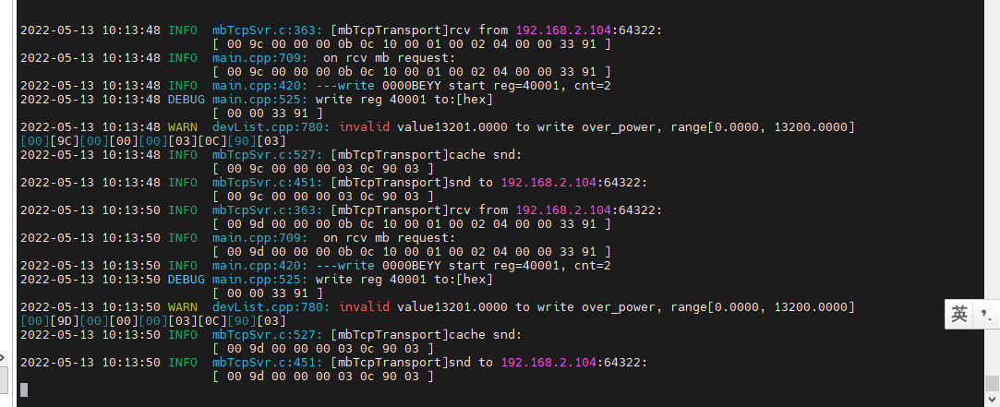 2022-05-13 10:13:48 INFO  mbTcpSvr.c:363: [mbTcpTransport]rcv from 192.168.2.104:64322:
[ 00 9c 00 00 00 0b 0c 10 00 01 00 02 04 00 00 33 91 ]
2022-05-13 10:13:48 INFO  main.cpp:709:  on rcv mb request:
[ 00 9c 00 00 00 0b 0c 10 00 01 00 02 04 00 00 33 91 ]
2022-05-13 10:13:48 INFO  main.cpp:420: ---write 0000BEYY start reg=40001, cnt=2
2022-05-13 10:13:48 DEBUG main.cpp:525: write reg 40001 to:[hex]
[ 00 00 33 91 ]
2022-05-13 10:13:48 WARN  devList.cpp:780: invalid value13201.0000 to write over_power, range[0.0000, 13200.0000]
[00][9C][00][00][00][03][0C][90][03]
2022-05-13 10:13:48 INFO  mbTcpSvr.c:527: [mbTcpTransport]cache snd:
[ 00 9c 00 00 00 03 0c 90 03 ]
2022-05-13 10:13:48 INFO  mbTcpSvr.c:451: [mbTcpTransport]snd to 192.168.2.104:64322:
[ 00 9c 00 00 00 03 0c 90 03 ]
2022-05-13 10:13:50 INFO  mbTcpSvr.c:363: [mbTcpTransport]rcv from 192.168.2.104:64322:
[ 00 9d 00 00 00 0b 0c 10 00 01 00 02 04 00 00 33 91 ]
2022-05-13 10:13:50 INFO  main.cpp:709:  on rcv mb request:
[ 00 9d 00 00 00 0b 0c 10 00 01 00 02 04 00 00 33 91 ]
2022-05-13 10:13:50 INFO  main.cpp:420: ---write 0000BEYY start reg=40001, cnt=2
2022-05-13 10:13:50 DEBUG main.cpp:525: write reg 40001 to:[hex]
[ 00 00 33 91 ]
2022-05-13 10:13:50 WARN  devList.cpp:780: invalid value13201.0000 to write over_power, range[0.0000, 13200.0000]
[00][9D][00][00][00][03][0C][90][03]
2022-05-13 10:13:50 INFO  mbTcpSvr.c:527: [mbTcpTransport]cache snd:
[ 00 9d 00 00 00 03 0c 90 03 ]
2022-05-13 10:13:50 INFO  mbTcpSvr.c:451: [mbTcpTransport]snd to 192.168.2.104:64322:
[ 00 9d 00 00 00 03 0c 90 03 ]
英 ❜.